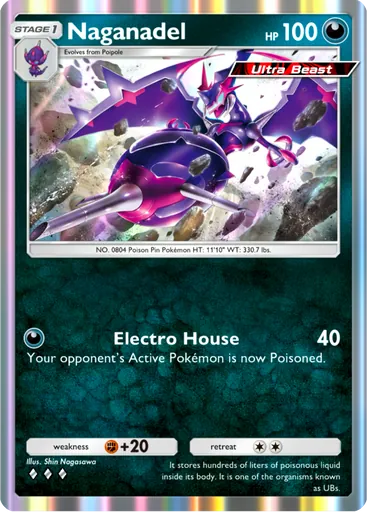 STAGE 1
Naganadel
HP 100
Evolves from Poipole
Ultra Beast
NO. 0804 Poison Pin Pokémon HT: 11'10" WT: 330.7 lbs.
Electro House 40
Your opponent's Active Pokémon is now Poisoned.
weakness +20 retreat
Illus. Shin Nagasawa
It stores hundreds of liters of poisonous liquid
inside its body. It is one of the organisms known
as UBs.